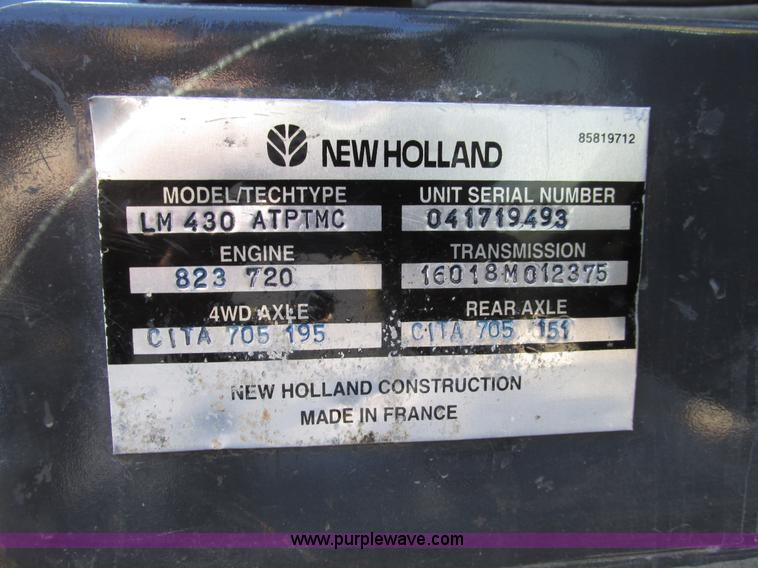 NEW HOLLAND
85819712
MODEL/TECHTYPE
LM 430 ATPTMC
UNIT SERIAL NUMBER
041719493
ENGINE
823 720
TRANSMISSION
16018M012375
4WD AXLE
CITA 705 195
REAR AXLE
CITA 705 151
NEW HOLLAND CONSTRUCTION
MADE IN FRANCE
www.purplewave.com